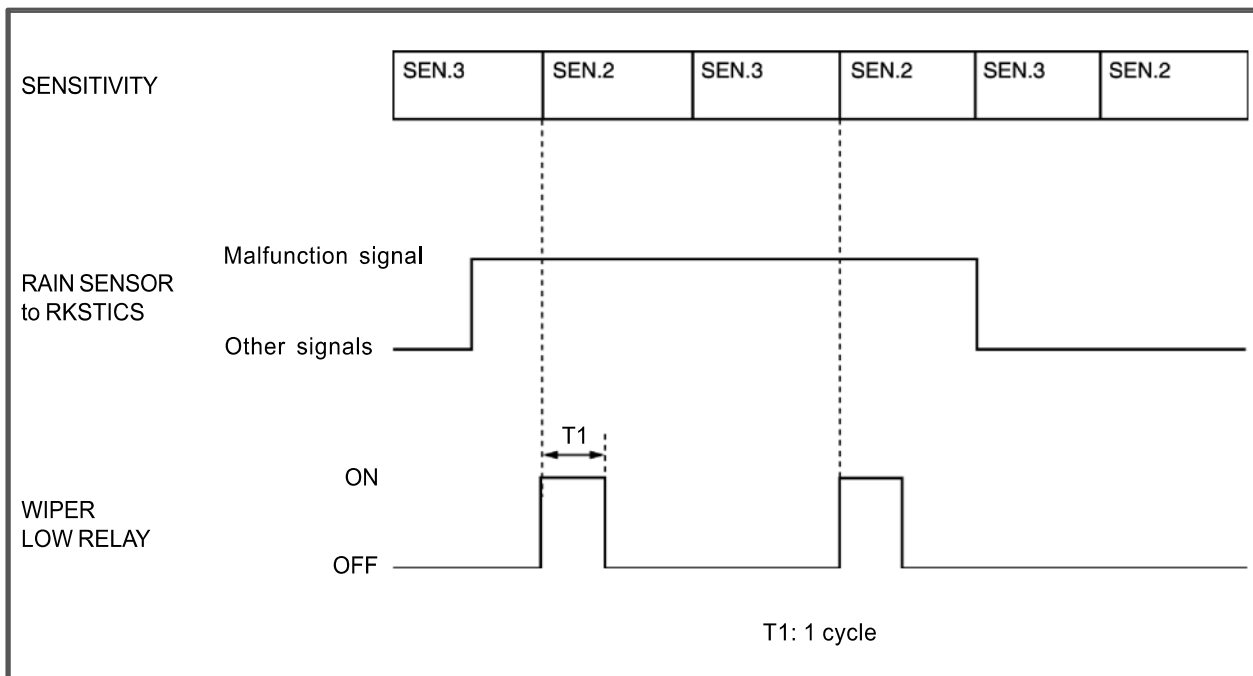 SENSITIVITY
SEN.3 SEN.2 SEN.3 SEN.2 SEN.3 SEN.2
Malfunction signal
RAIN SENSOR
to RKSTICS
Other signals
T1
ON
WIPER
LOW RELAY
OFF
T1: 1 cycle